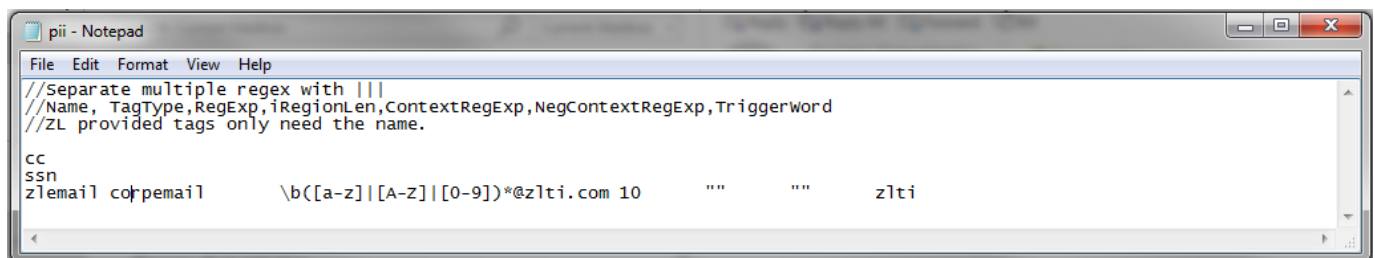 pii - Notepad
File Edit Format View Help
//Separate multiple regex with |||
//Name, TagType,RegExp,iRegionLen,ContextRegExp,NegContextRegExp,TriggerWord
//ZL provided tags only need the name.
cc
ssn
zlemail corpemail \b([a-z]|[A-Z]|[0-9])*@zlti.com 10 "" "" zlti